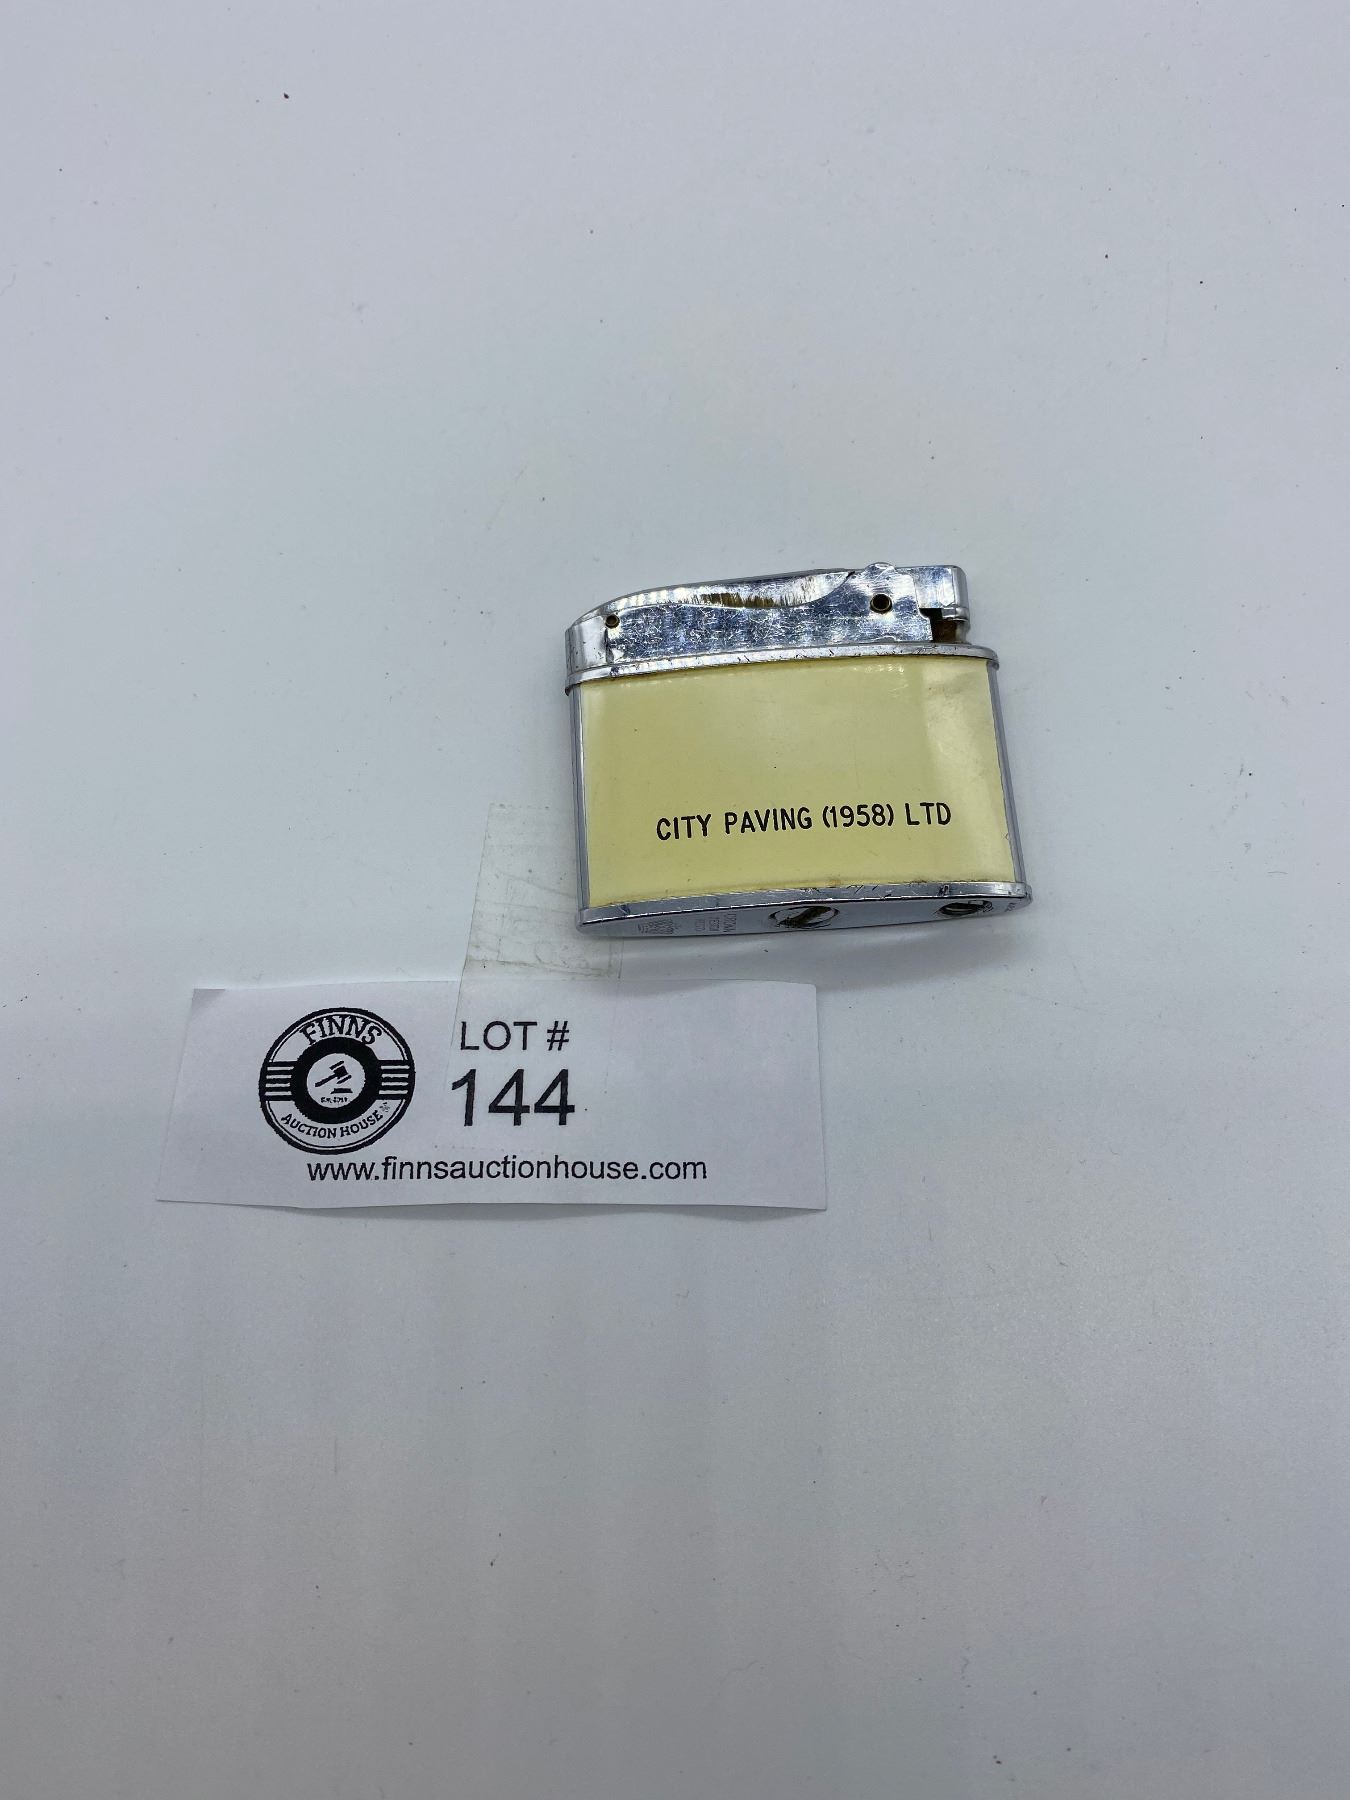 CITY PAVING (1958) LTD
FINNS
AUCTION HOUSE
LOT #
144
www.finnsauctionhouse.com